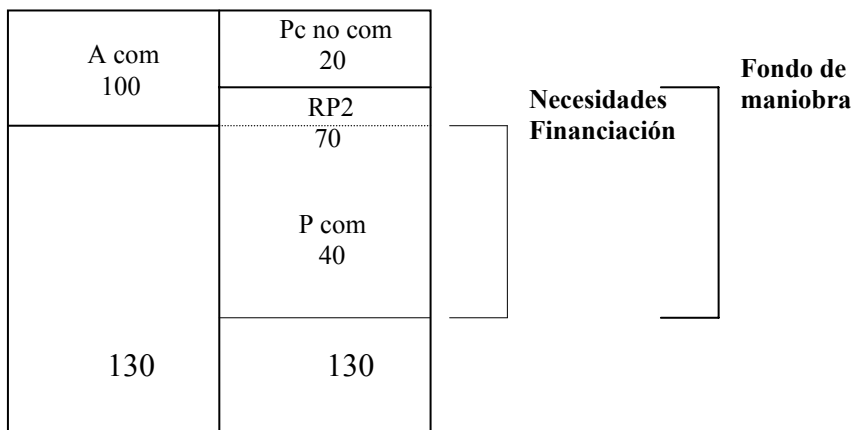 A com
100
Pc no com
20
RP2
70
P com
40
130
130
Necesidades
Financiación
Fondo de
maniobra